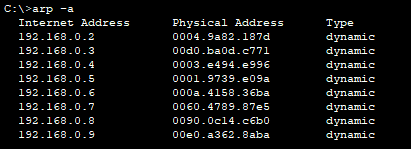 C:\>arp -a
Internet Address Physical Address Type
192.168.0.2 0004.9a82.187d dynamic
192.168.0.3 00d0.ba0d.c771 dynamic
192.168.0.4 0003.e494.e996 dynamic
192.168.0.5 0001.9739.e09a dynamic
192.168.0.6 000a.4158.36ba dynamic
192.168.0.7 0060.4789.87e5 dynamic
192.168.0.8 0090.0c14.c6b0 dynamic
192.168.0.9 00e0.a362.8aba dynamic